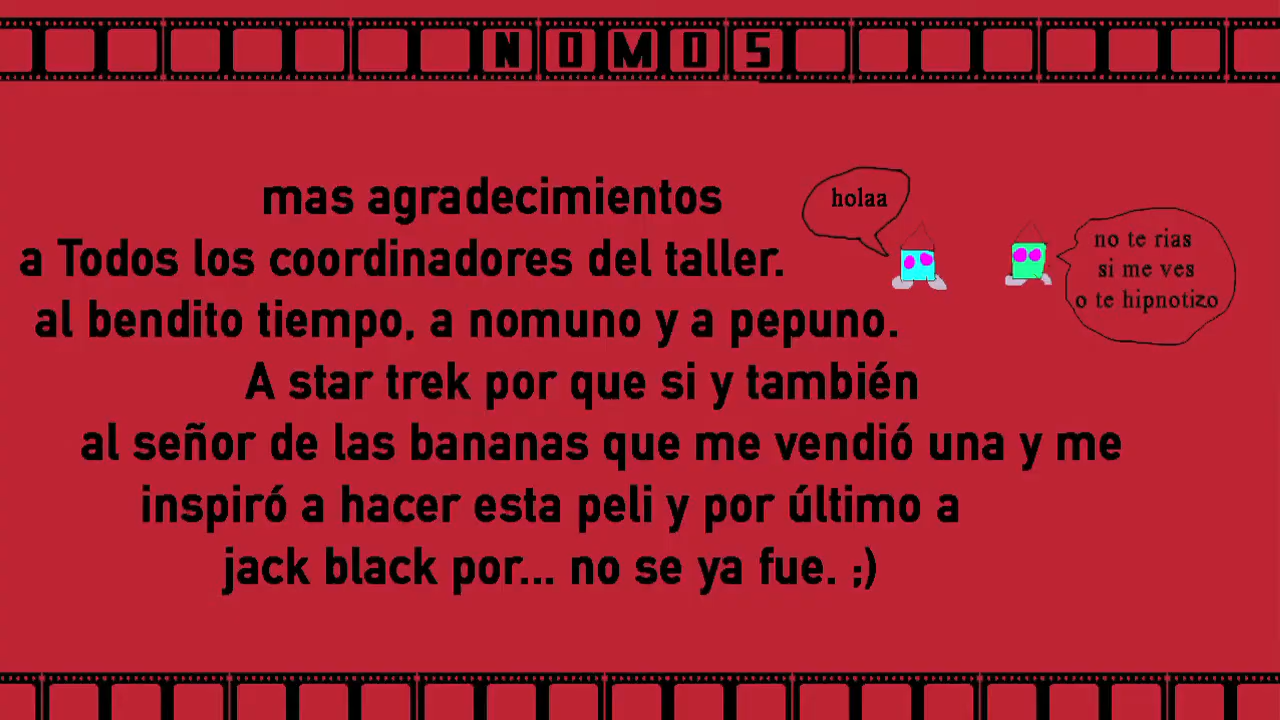 NOMOS
mas agradecimientos
a Todos los coordinadores del taller.
al bendito tiempo, a nomuno y a pepuno.
A star trek por que si y también
al señor de las bananas que me vendió una y me
inspiró a hacer esta peli y por último a
jack black por... no se ya fue. ;)
holaa
no te rias
si me ves
o te hipnotizo